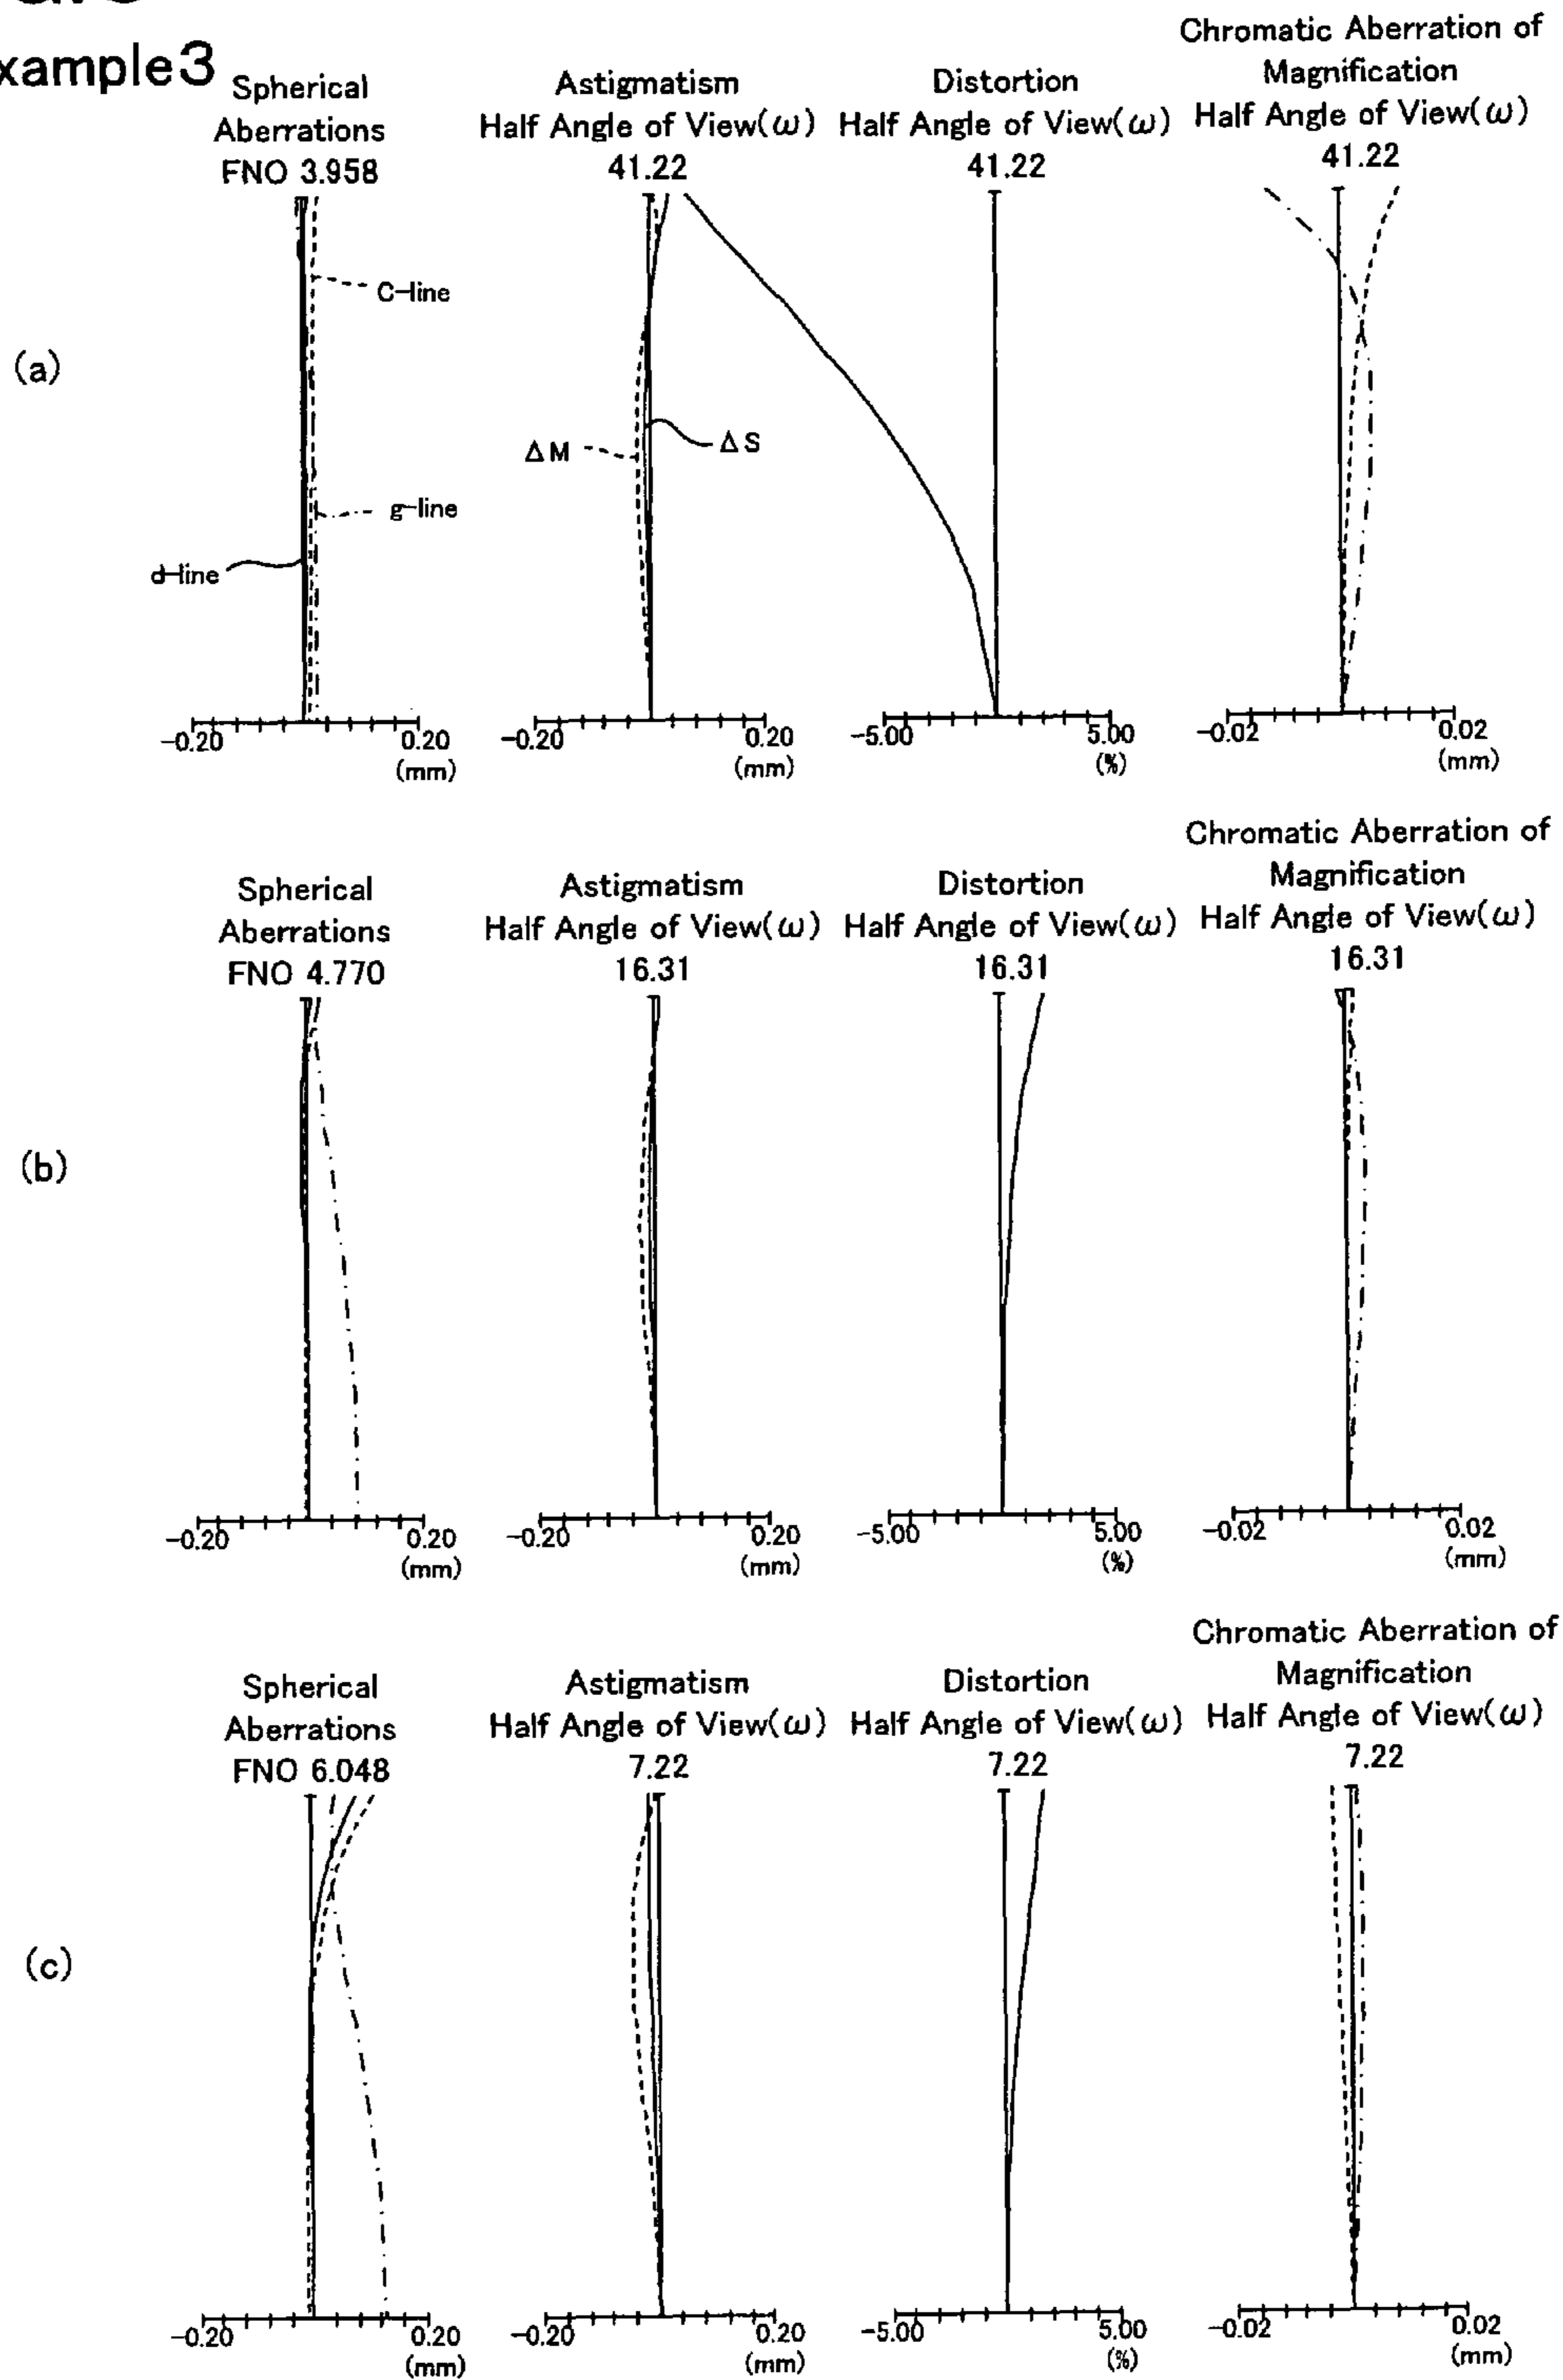 xample3
Spherical
Aberrations
FNO 3.958
Astigmatism
Half Angle of View(ω)
41.22
Distortion
Half Angle of View(ω)
41.22
Chromatic Aberration of
Magnification
Half Angle of View(ω)
41.22
(a)
C-line
g-line
d-line
ΔM
ΔS
-0.20
0.20
(mm)
-0.20
0.20
(mm)
-5.00
5.00
(%)
-0.02
0.02
(mm)
Spherical
Aberrations
FNO 4.770
Astigmatism
Half Angle of View(ω)
16.31
Distortion
Half Angle of View(ω)
16.31
Chromatic Aberration of
Magnification
Half Angle of View(ω)
16.31
(b)
-0.20
0.20
(mm)
-0.20
0.20
(mm)
-5.00
5.00
(%)
-0.02
0.02
(mm)
Spherical
Aberrations
FNO 6.048
Astigmatism
Half Angle of View(ω)
7.22
Distortion
Half Angle of View(ω)
7.22
Chromatic Aberration of
Magnification
Half Angle of View(ω)
7.22
(c)
-0.20
0.20
(mm)
-0.20
0.20
(mm)
-5.00
5.00
(%)
-0.02
0.02
(mm)